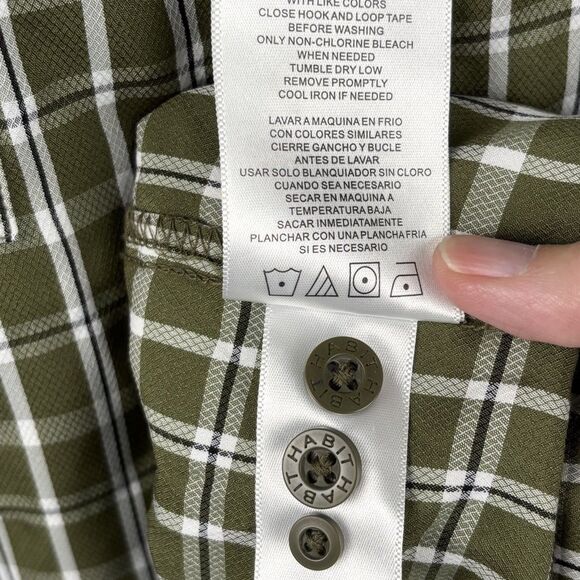 WITH LIKE COLORS
CLOSE HOOK AND LOOP TAPE
BEFORE WASHING
ONLY NON-CHLORINE BLEACH
WHEN NEEDED
TUMBLE DRY LOW
REMOVE PROMPTLY
COOL IRON IF NEEDED
LAVAR A MAQUINA EN FRIO
CON COLORES SIMILARES
CIERRE GANCHO Y BUCLE
ANTES DE LAVAR
USAR SOLO BLANQUIADOR SIN CLORO
CUANDO SEA NECESARIO
SECAR EN MAQUINA A
TEMPERATURA BAJA
SACAR INMEDIATAMENTE
PLANCHAR CON UNA PLANCHA FRIA
SI ES NECESARIO
HABIT HABIT
HABIT HABIT